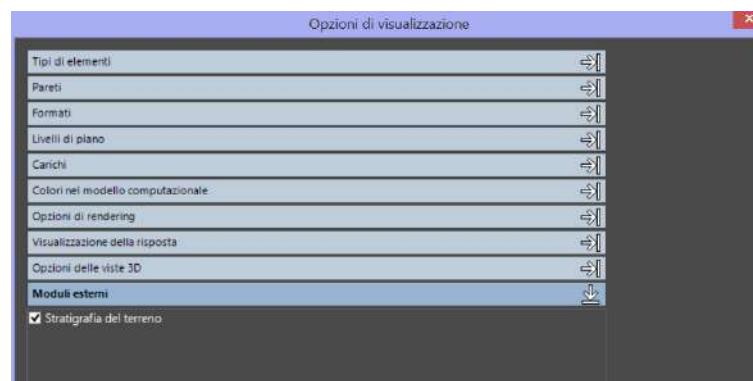 Opzioni di visualizzazione
Tipi di elementi
Pareti
Formati
Livelli di piano
Carichi
Colori nel modello computazionale
Opzioni di rendering
Visualizzazione della risposta
Opzioni delle viste 3D
Moduli esterni
Stratigrafia del terreno